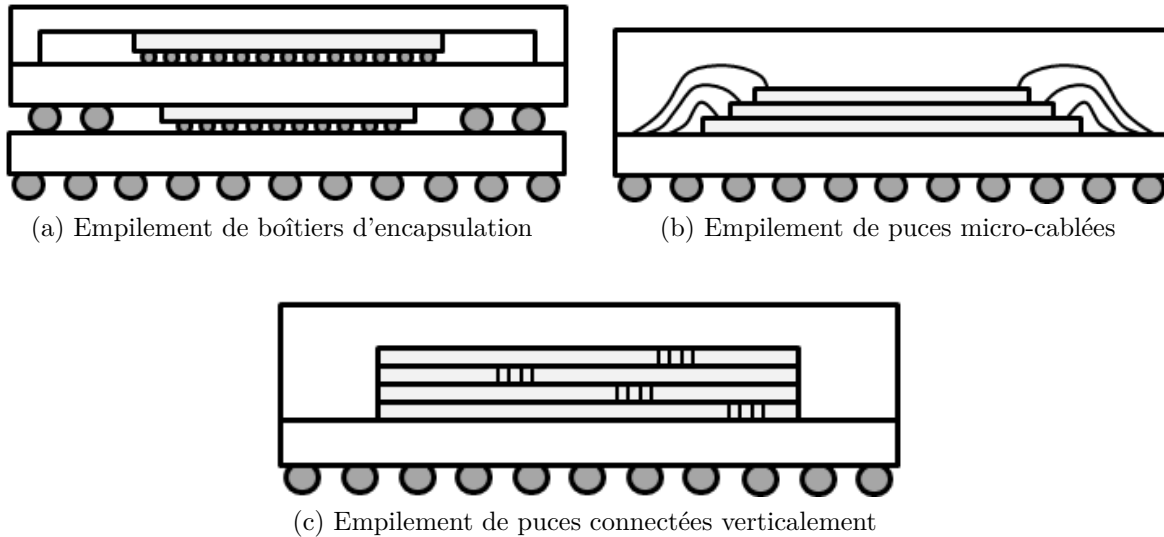 (a) Empilement de boîtiers d'encapsulation
(b) Empilement de puces micro-cablées
(c) Empilement de puces connectées verticalement